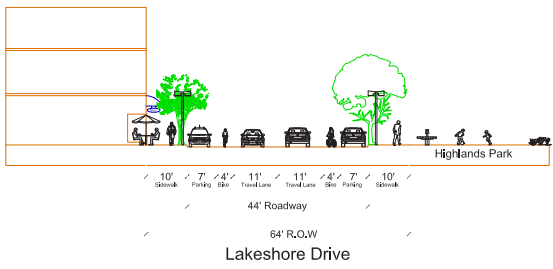 Highlands Park
10' 7' 4' 11' 11' 4' 7' 10'
Sidewalk Parking Bike Travel Lane Travel Lane Bike Parking Sidewalk
44' Roadway
64' R.O.W
Lakeshore Drive